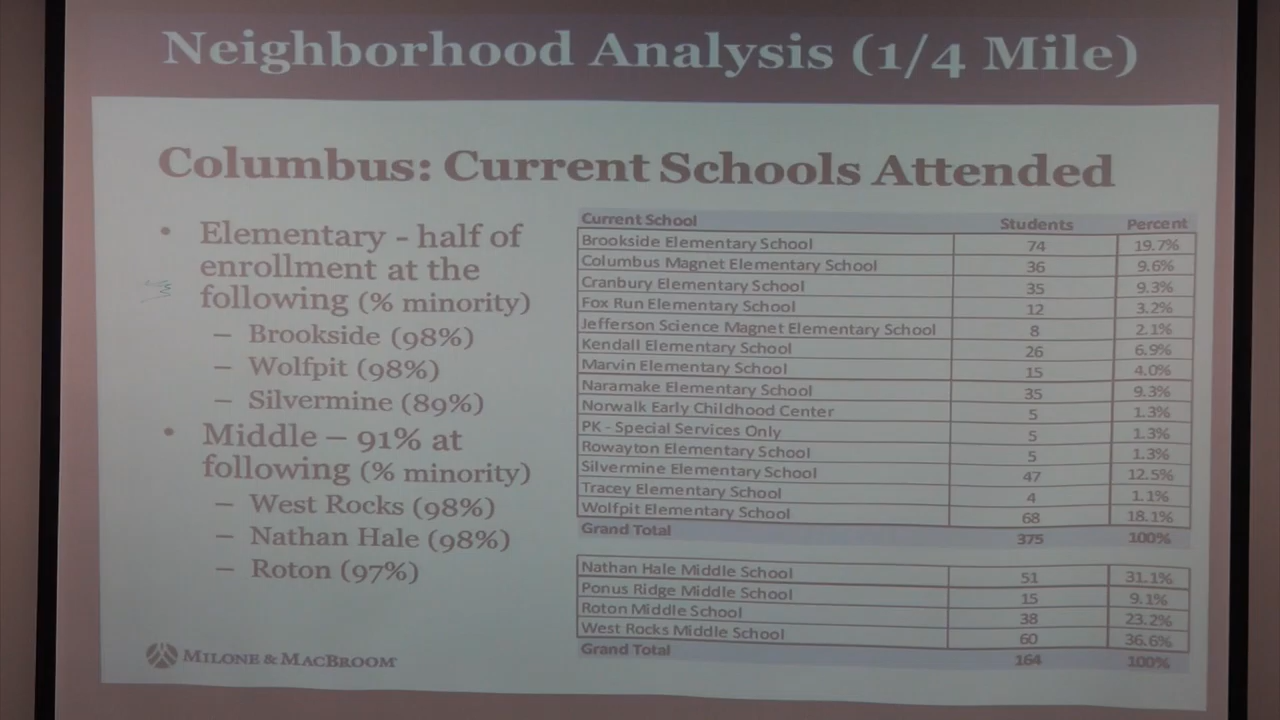 Neighborhood Analysis (1/4 Mile)
Columbus: Current Schools Attended
• Elementary - half of
enrollment at the
following (% minority)
– Brookside (98%)
– Wolfpit (98%)
– Silvermine (89%)
• Middle – 91% at
following (% minority)
– West Rocks (98%)
– Nathan Hale (98%)
– Roton (97%)
Current School Students Percent
Brookside Elementary School 74 19.7%
Columbus Magnet Elementary School 36 9.6%
Cranbury Elementary School 35 9.3%
Fox Run Elementary School 12 3.2%
Jefferson Science Magnet Elementary School 8 2.1%
Kendall Elementary School 26 6.9%
Marvin Elementary School 15 4.0%
Naramake Elementary School 35 9.3%
Norwalk Early Childhood Center 5 1.3%
PK - Special Services Only 5 1.3%
Rowayton Elementary School 5 1.3%
Silvermine Elementary School 47 12.5%
Tracey Elementary School 4 1.1%
Wolfpit Elementary School 68 18.1%
Grand Total 375 100%
Nathan Hale Middle School 51 31.1%
Ponus Ridge Middle School 15 9.1%
Roton Middle School 38 23.2%
West Rocks Middle School 60 36.6%
Grand Total 164 100%
MILONE & MACBROOM